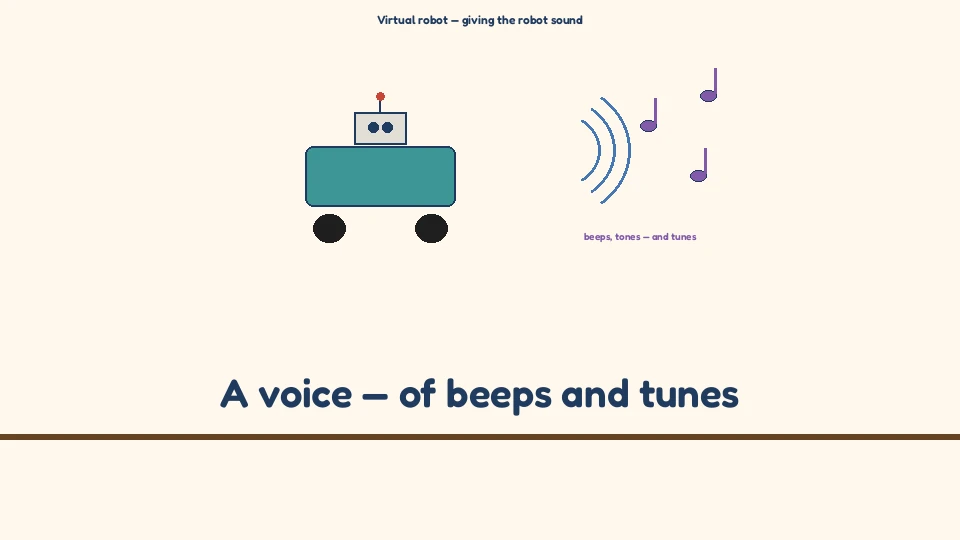 Virtual robot — giving the robot sound
beeps, tones — and tunes
A voice — of beeps and tunes